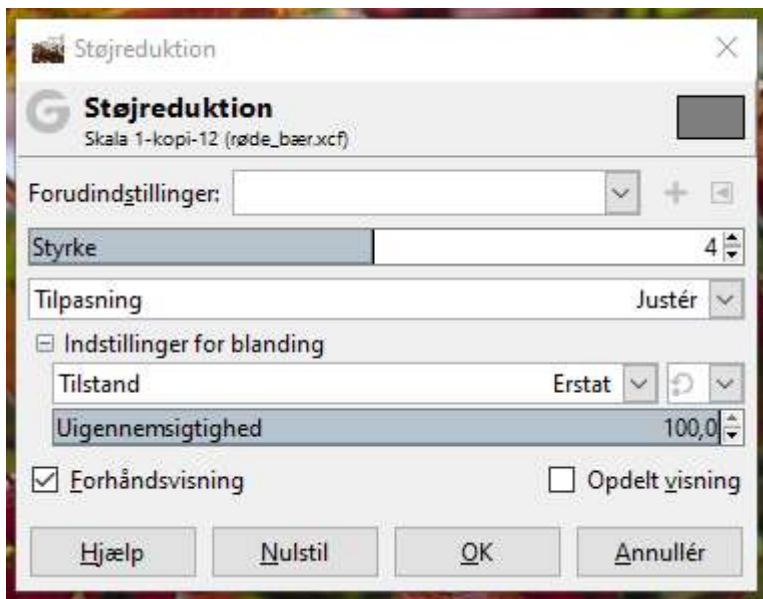 Støjreduktion
Støjreduktion
Skala 1-kopi-12 (røde_bær.xcf)
Forudindstillinger:
Styrke 4
Tilpasning Justér
Indstillinger for blanding
Tilstand Erstat
Uigennemsigtighed 100,0
Forhåndsvisning Opdelt visning
Hjælp Nulstil OK Annullér